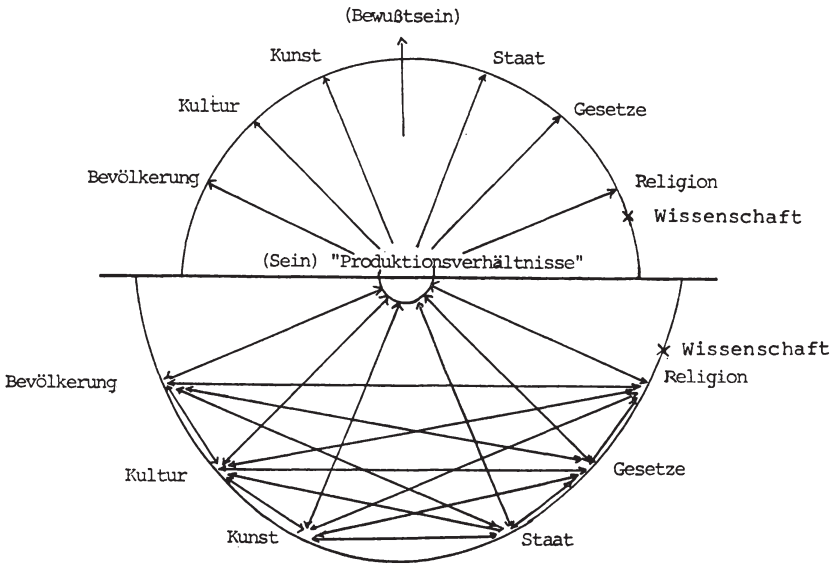 (Bewußtsein)
Kunst
Staat
Kultur
Gesetze
Bevölkerung
Religion
Wissenschaft
(Sein) "Produktionsverhältnisse"
Wissenschaft
Bevölkerung
Religion
Kultur
Gesetze
Kunst
Staat